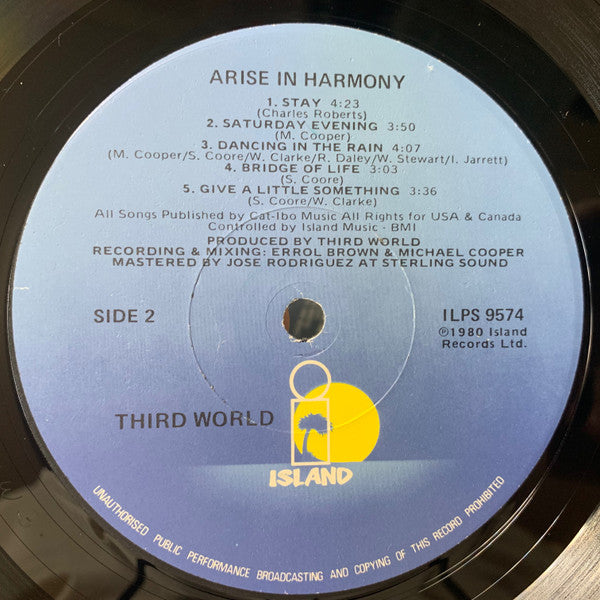 ARISE IN HARMONY
1. STAY 4:23
(Charles Roberts)
2. SATURDAY EVENING 3:50
(M. Cooper)
3. DANCING IN THE RAIN 4:07
(M. Cooper/S. Coore/W. Clarke/R. Daley/W. Stewart/I. Jarrett)
4. BRIDGE OF LIFE 3:03
(S. Coore)
5. GIVE A LITTLE SOMETHING 3:36
(S. Coore/W. Clarke)
All Songs Published by Cat-Ibo Music All Rights for USA & Canada
Controlled by Island Music - BMI
PRODUCED BY THIRD WORLD
RECORDING & MIXING: ERROL BROWN & MICHAEL COOPER
MASTERED BY JOSE RODRIGUEZ AT STERLING SOUND
SIDE 2
ILPS 9574
℗1980 Island
Records Ltd.
THIRD WORLD
ISLAND
UNAUTHORISED PUBLIC PERFORMANCE BROADCASTING AND COPYING OF THIS RECORD PROHIBITED